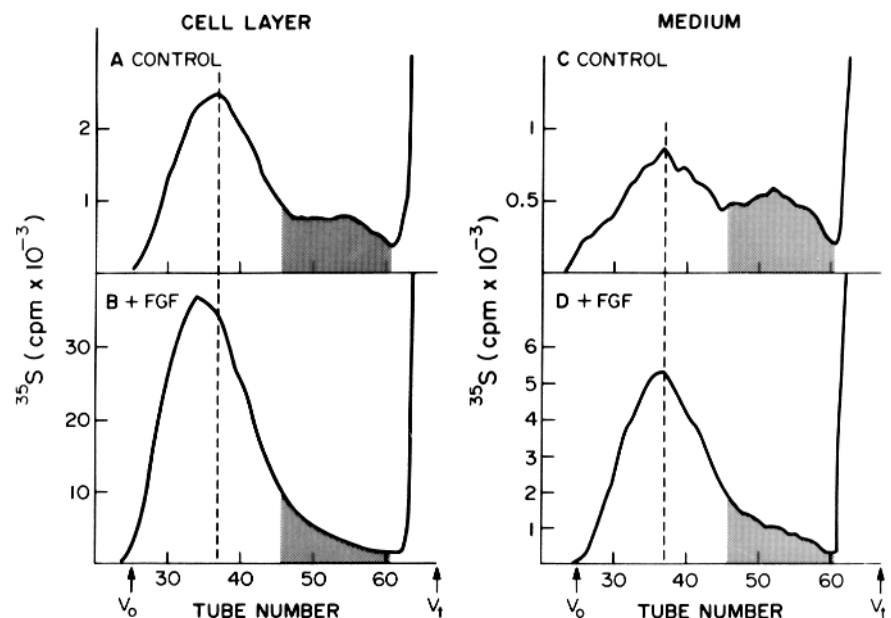 CELL LAYER
MEDIUM
A CONTROL
2
1
C CONTROL
1
0.5
³⁵S (cpm x 10⁻³)
³⁵S (cpm x 10⁻³)
B + FGF
30
20
10
D + FGF
6
5
4
3
2
1
30 40 50 60
30 40 50 60
V₀ TUBE NUMBER Vₜ
V₀ TUBE NUMBER Vₜ